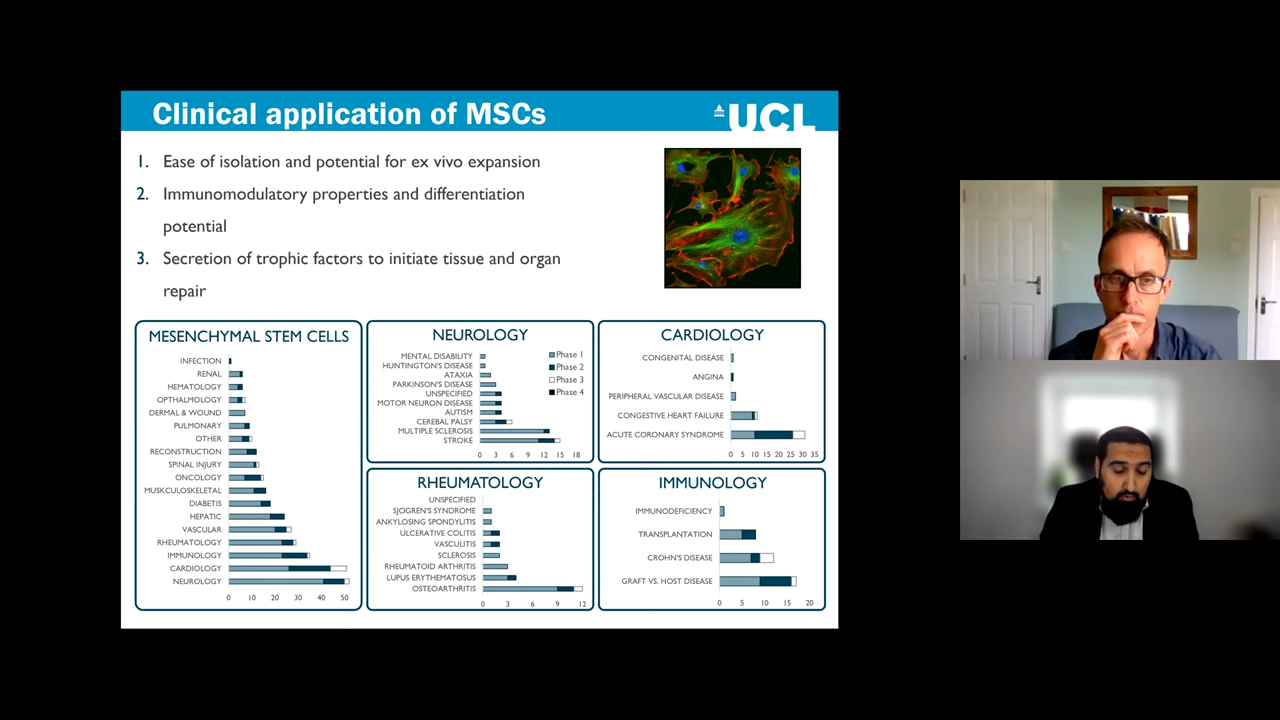 Clinical application of MSCs
UCL
1. Ease of isolation and potential for ex vivo expansion
2. Immunomodulatory properties and differentiation
potential
3. Secretion of trophic factors to initiate tissue and organ
repair
MESENCHYMAL STEM CELLS
INFECTION
RENAL
HEMATOLOGY
OPTHALMOLOGY
DERMAL & WOUND
PULMONARY
OTHER
RECONSTRUCTION
SPINAL INJURY
ONCOLOGY
MUSKCULOSKELETAL
DIABETIS
HEPATIC
VASCULAR
RHEUMATOLOGY
IMMUNOLOGY
CARDIOLOGY
NEUROLOGY
0 10 20 30 40 50
NEUROLOGY
MENTAL DISABILITY
HUNTINGTON'S DISEASE
ATAXIA
PARKINSON'S DISEASE
UNSPECIFIED
MOTOR NEURON DISEASE
AUTISM
CEREBAL PALSY
MULTIPLE SCLEROSIS
STROKE
0 3 6 9 12 15 18
Phase 1
Phase 2
Phase 3
Phase 4
CARDIOLOGY
CONGENITAL DISEASE
ANGINA
PERIPHERAL VASCULAR DISEASE
CONGESTIVE HEART FAILURE
ACUTE CORONARY SYNDROME
0 5 10 15 20 25 30 35
RHEUMATOLOGY
UNSPECIFIED
SJOGREN'S SYNDROME
ANKYLOSING SPONDYLITIS
ULCERATIVE COLITIS
VASCULITIS
SCLEROSIS
RHEUMATOID ARTHRITIS
LUPUS ERYTHEMATOSUS
OSTEOARTHRITIS
0 3 6 9 12
IMMUNOLOGY
IMMUNODEFICIENCY
TRANSPLANTATION
CROHN'S DISEASE
GRAFT VS. HOST DISEASE
0 5 10 15 20